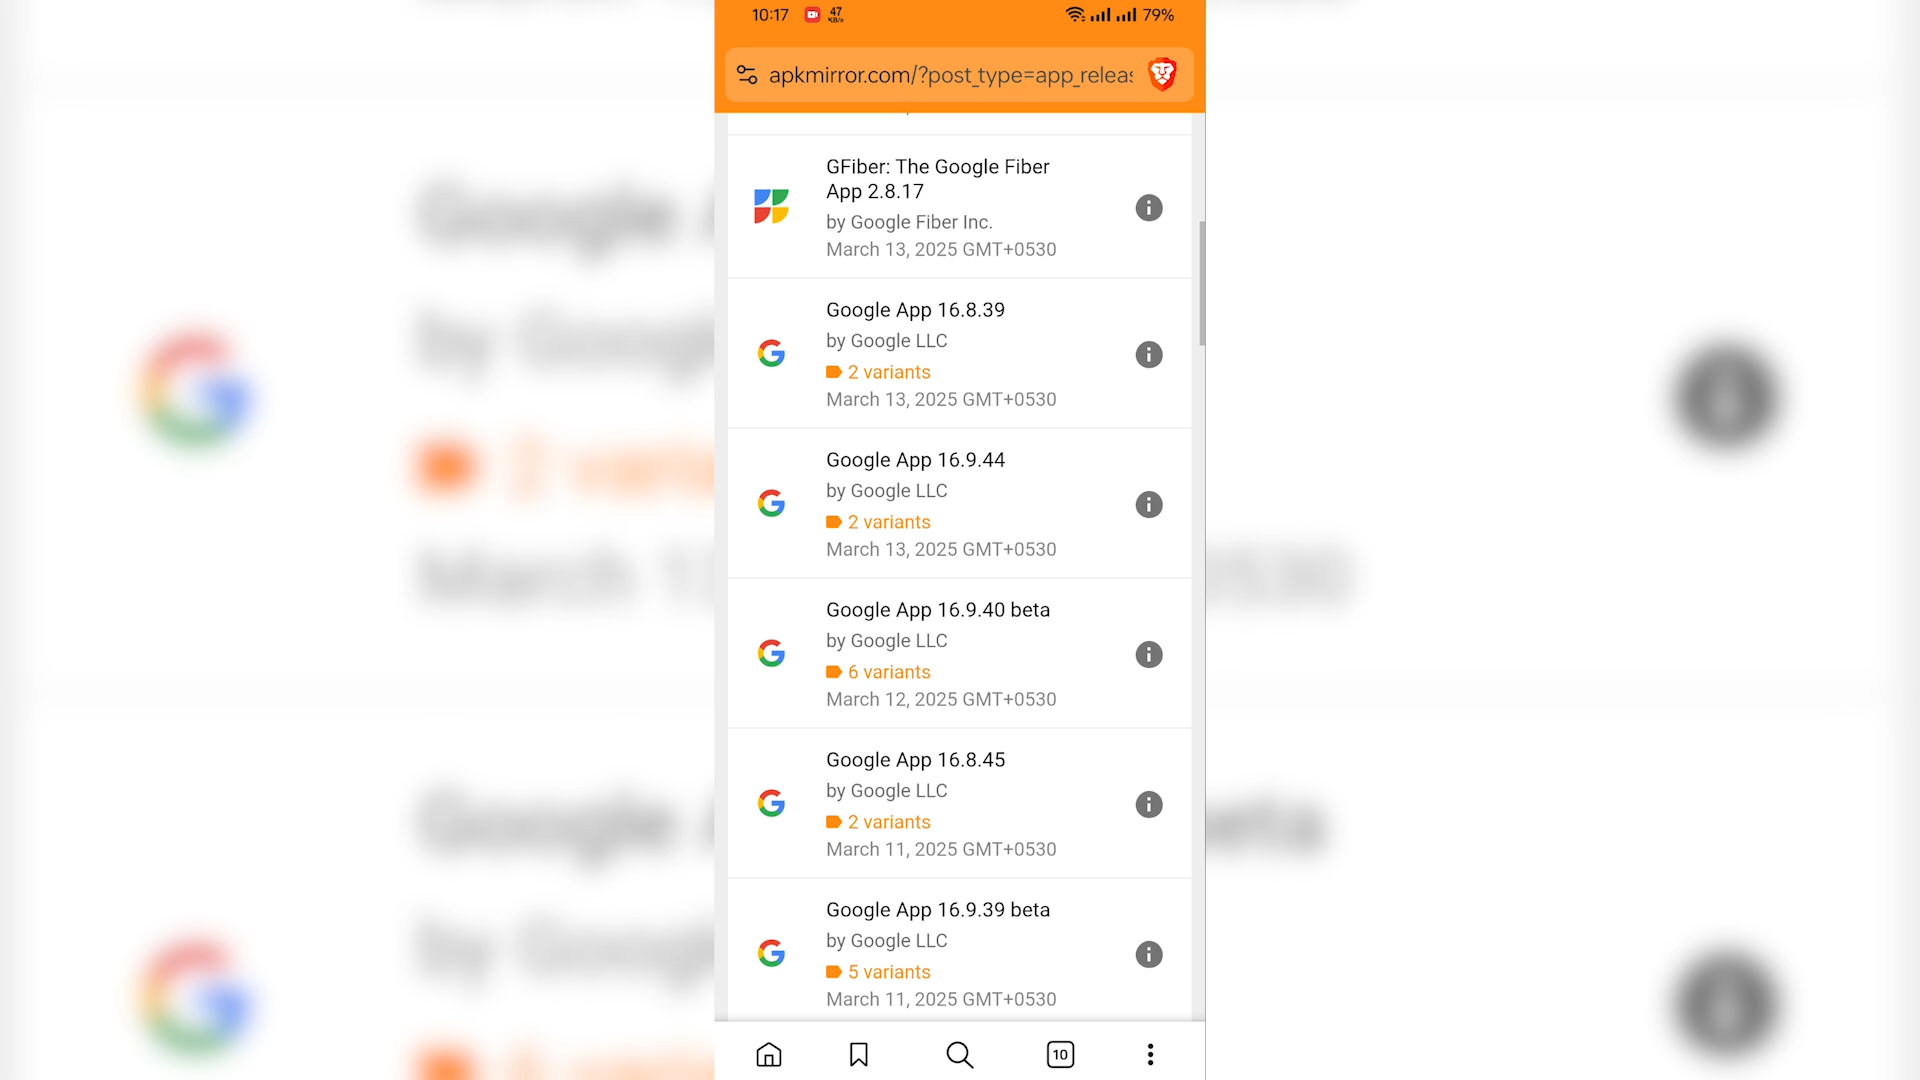 10:17 47 KB/s 79%
apkmirror.com/?post_type=app_releas
GFiber: The Google Fiber
App 2.8.17
by Google Fiber Inc.
March 13, 2025 GMT+0530
Google App 16.8.39
by Google LLC
2 variants
March 13, 2025 GMT+0530
Google App 16.9.44
by Google LLC
2 variants
March 13, 2025 GMT+0530
Google App 16.9.40 beta
by Google LLC
6 variants
March 12, 2025 GMT+0530
Google App 16.8.45
by Google LLC
2 variants
March 11, 2025 GMT+0530
Google App 16.9.39 beta
by Google LLC
5 variants
March 11, 2025 GMT+0530
10